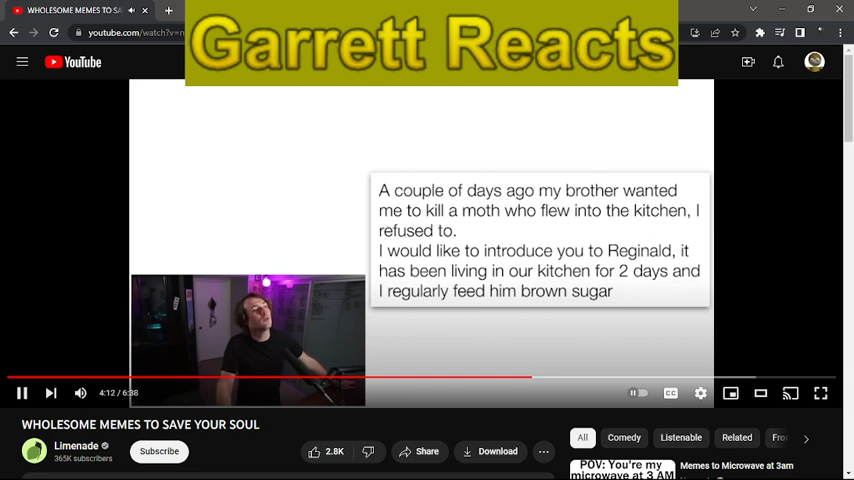 WHOLESOME MEMES TO SA
youtube.com/watch?v=n
Garrett Reacts
YouTube
A couple of days ago my brother wanted
me to kill a moth who flew into the kitchen, I
refused to.
I would like to introduce you to Reginald, it
has been living in our kitchen for 2 days and
I regularly feed him brown sugar
4:12 / 6:38
CC
WHOLESOME MEMES TO SAVE YOUR SOUL
Limenade
365K subscribers
Subscribe
2.8K
Share
Download
All
Comedy
Listenable
Related
Fro
POV: You're my
microwave at 3 AM
Memes to Microwave at 3am